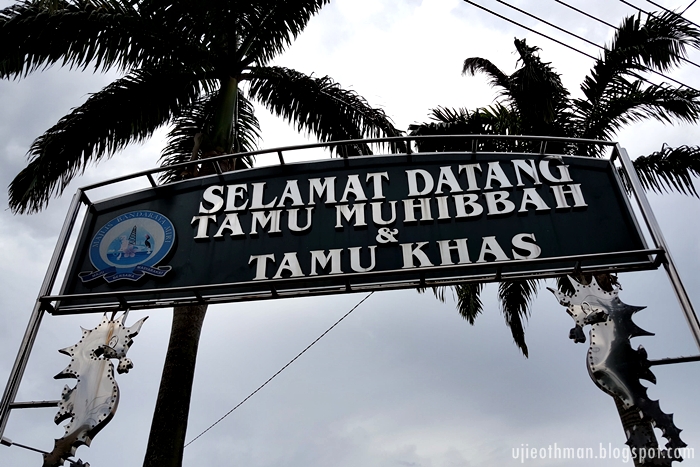 SELAMAT DATANG
TAMU MUHIBBAH
&
TAMU KHAS
ujieothman.blogspot.com